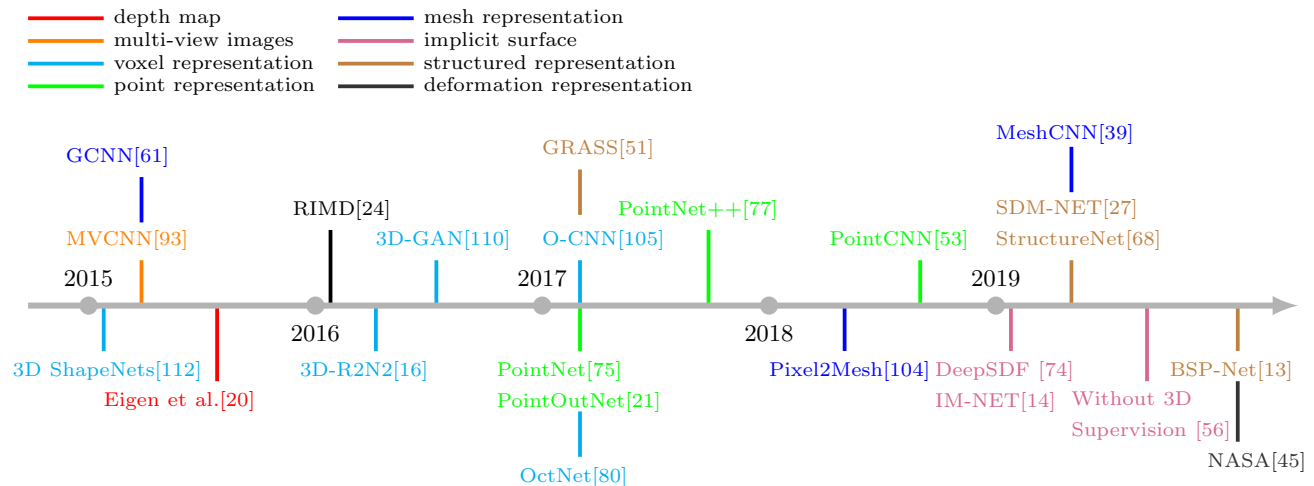 depth map
multi-view images
voxel representation
point representation
mesh representation
implicit surface
structured representation
deformation representation
MeshCNN[39]
GCNN[61]
GRASS[51]
RIMD[24]
PointNet++[77]
SDM-NET[27]
MVCNN[93]
3D-GAN[110]
O-CNN[105]
PointCNN[53]
StructureNet[68]
2015
2017
2019
2016
2018
3D ShapeNets[112]
3D-R2N2[16]
PointNet[75]
Pixel2Mesh[104]
DeepSDF [74]
BSP-Net[13]
Eigen et al.[20]
PointOutNet[21]
IM-NET[14]
Without 3D
Supervision [56]
NASA[45]
OctNet[80]